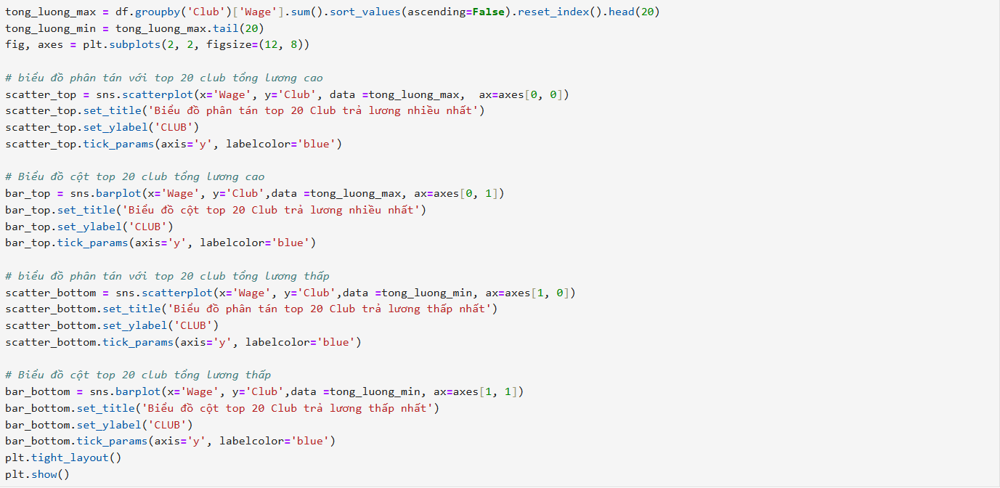 tong_luong_max = df.groupby('Club')['Wage'].sum().sort_values(ascending=False).reset_index().head(20)
tong_luong_min = tong_luong_max.tail(20)
fig, axes = plt.subplots(2, 2, figsize=(12, 8))

# biểu đồ phân tán với top 20 club tổng lương cao
scatter_top = sns.scatterplot(x='Wage', y='Club', data =tong_luong_max,  ax=axes[0, 0])
scatter_top.set_title('Biểu đồ phân tán top 20 Club trả lương nhiều nhất')
scatter_top.set_ylabel('CLUB')
scatter_top.tick_params(axis='y', labelcolor='blue')

# Biểu đồ cột top 20 club tổng lương cao
bar_top = sns.barplot(x='Wage', y='Club',data =tong_luong_max, ax=axes[0, 1])
bar_top.set_title('Biểu đồ cột top 20 Club trả lương nhiều nhất')
bar_top.set_ylabel('CLUB')
bar_top.tick_params(axis='y', labelcolor='blue')

# biểu đồ phân tán với top 20 club tổng lương thấp
scatter_bottom = sns.scatterplot(x='Wage', y='Club',data =tong_luong_min, ax=axes[1, 0])
scatter_bottom.set_title('Biểu đồ phân tán top 20 Club trả lương thấp nhất')
scatter_bottom.set_ylabel('CLUB')
scatter_bottom.tick_params(axis='y', labelcolor='blue')

# Biểu đồ cột top 20 club tổng lương thấp
bar_bottom = sns.barplot(x='Wage', y='Club',data =tong_luong_min, ax=axes[1, 1])
bar_bottom.set_title('Biểu đồ cột top 20 Club trả lương thấp nhất')
bar_bottom.set_ylabel('CLUB')
bar_bottom.tick_params(axis='y', labelcolor='blue')
plt.tight_layout()
plt.show()